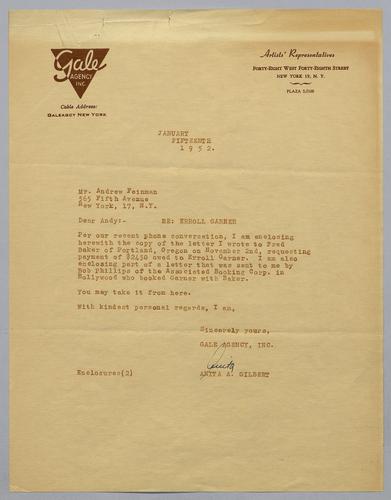 Gale
AGENCY
INC.
Cable Address:
GALEAGCY NEW YORK
Artists' Representatives
FORTY-EIGHT WEST FORTY-EIGHTH STREET
NEW YORK 19, N. Y.
JANUARY
FIFTEENTH
1 9 5 2.
Mr. Andrew Feinman
565 Fifth Avenue
New York, 17, N.Y.
Dear Andy:- RE: ERROLL GARNER
Per our recent phone conversation, I am enclosing
herewith the copy of the letter I wrote to Fred
Baker of Portland, Oregon on November 2nd, requesting
payment of $2450 owed to Erroll Garner. I am also
enclosing part of a letter that was sent to me by
Bob Phillips of the Associated Booking Corp. in
Hollywood who booked Garner with Baker.
You may take it from here.
With kindest personal regards, I am,
Sincerely yours,
GALE AGENCY, INC.
Anita
ANITA A. GILBERT
Enclosures(2)